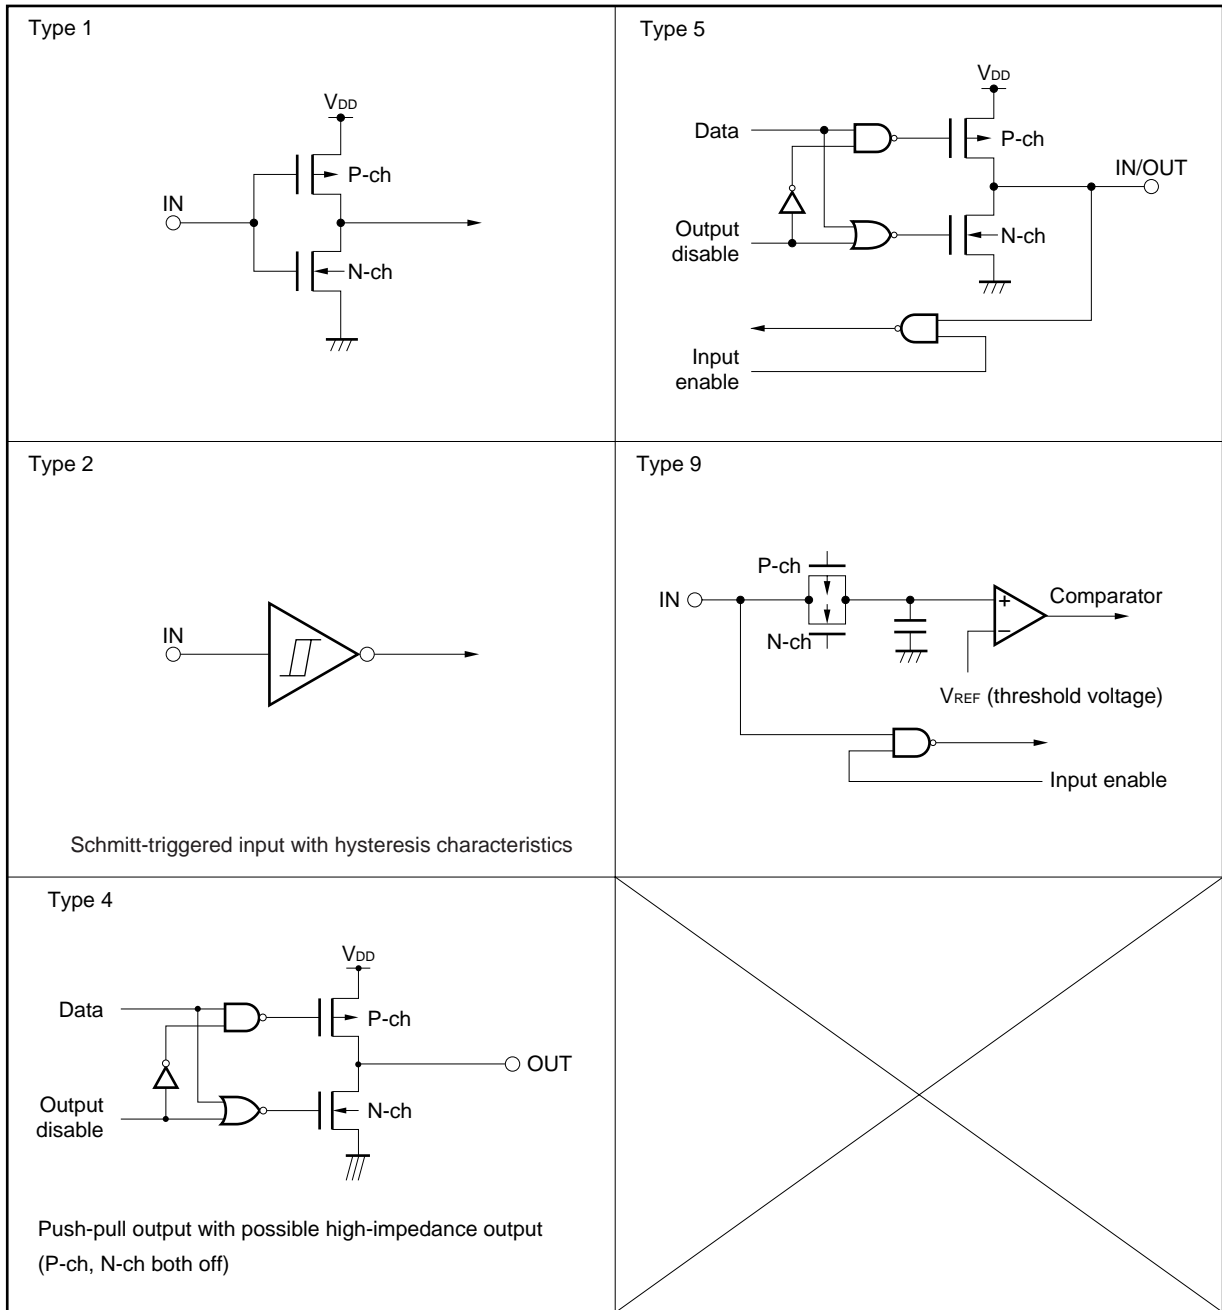 Type 1
VDD
P-ch
IN
N-ch
Type 5
VDD
Data
P-ch
IN/OUT
Output
disable
N-ch
Input
enable
Type 2
IN
Schmitt-triggered input with hysteresis characteristics
Type 9
P-ch
IN
N-ch
+
−
Comparator
VREF (threshold voltage)
Input enable
Type 4
VDD
Data
P-ch
OUT
Output
disable
N-ch
Push-pull output with possible high-impedance output
(P-ch, N-ch both off)